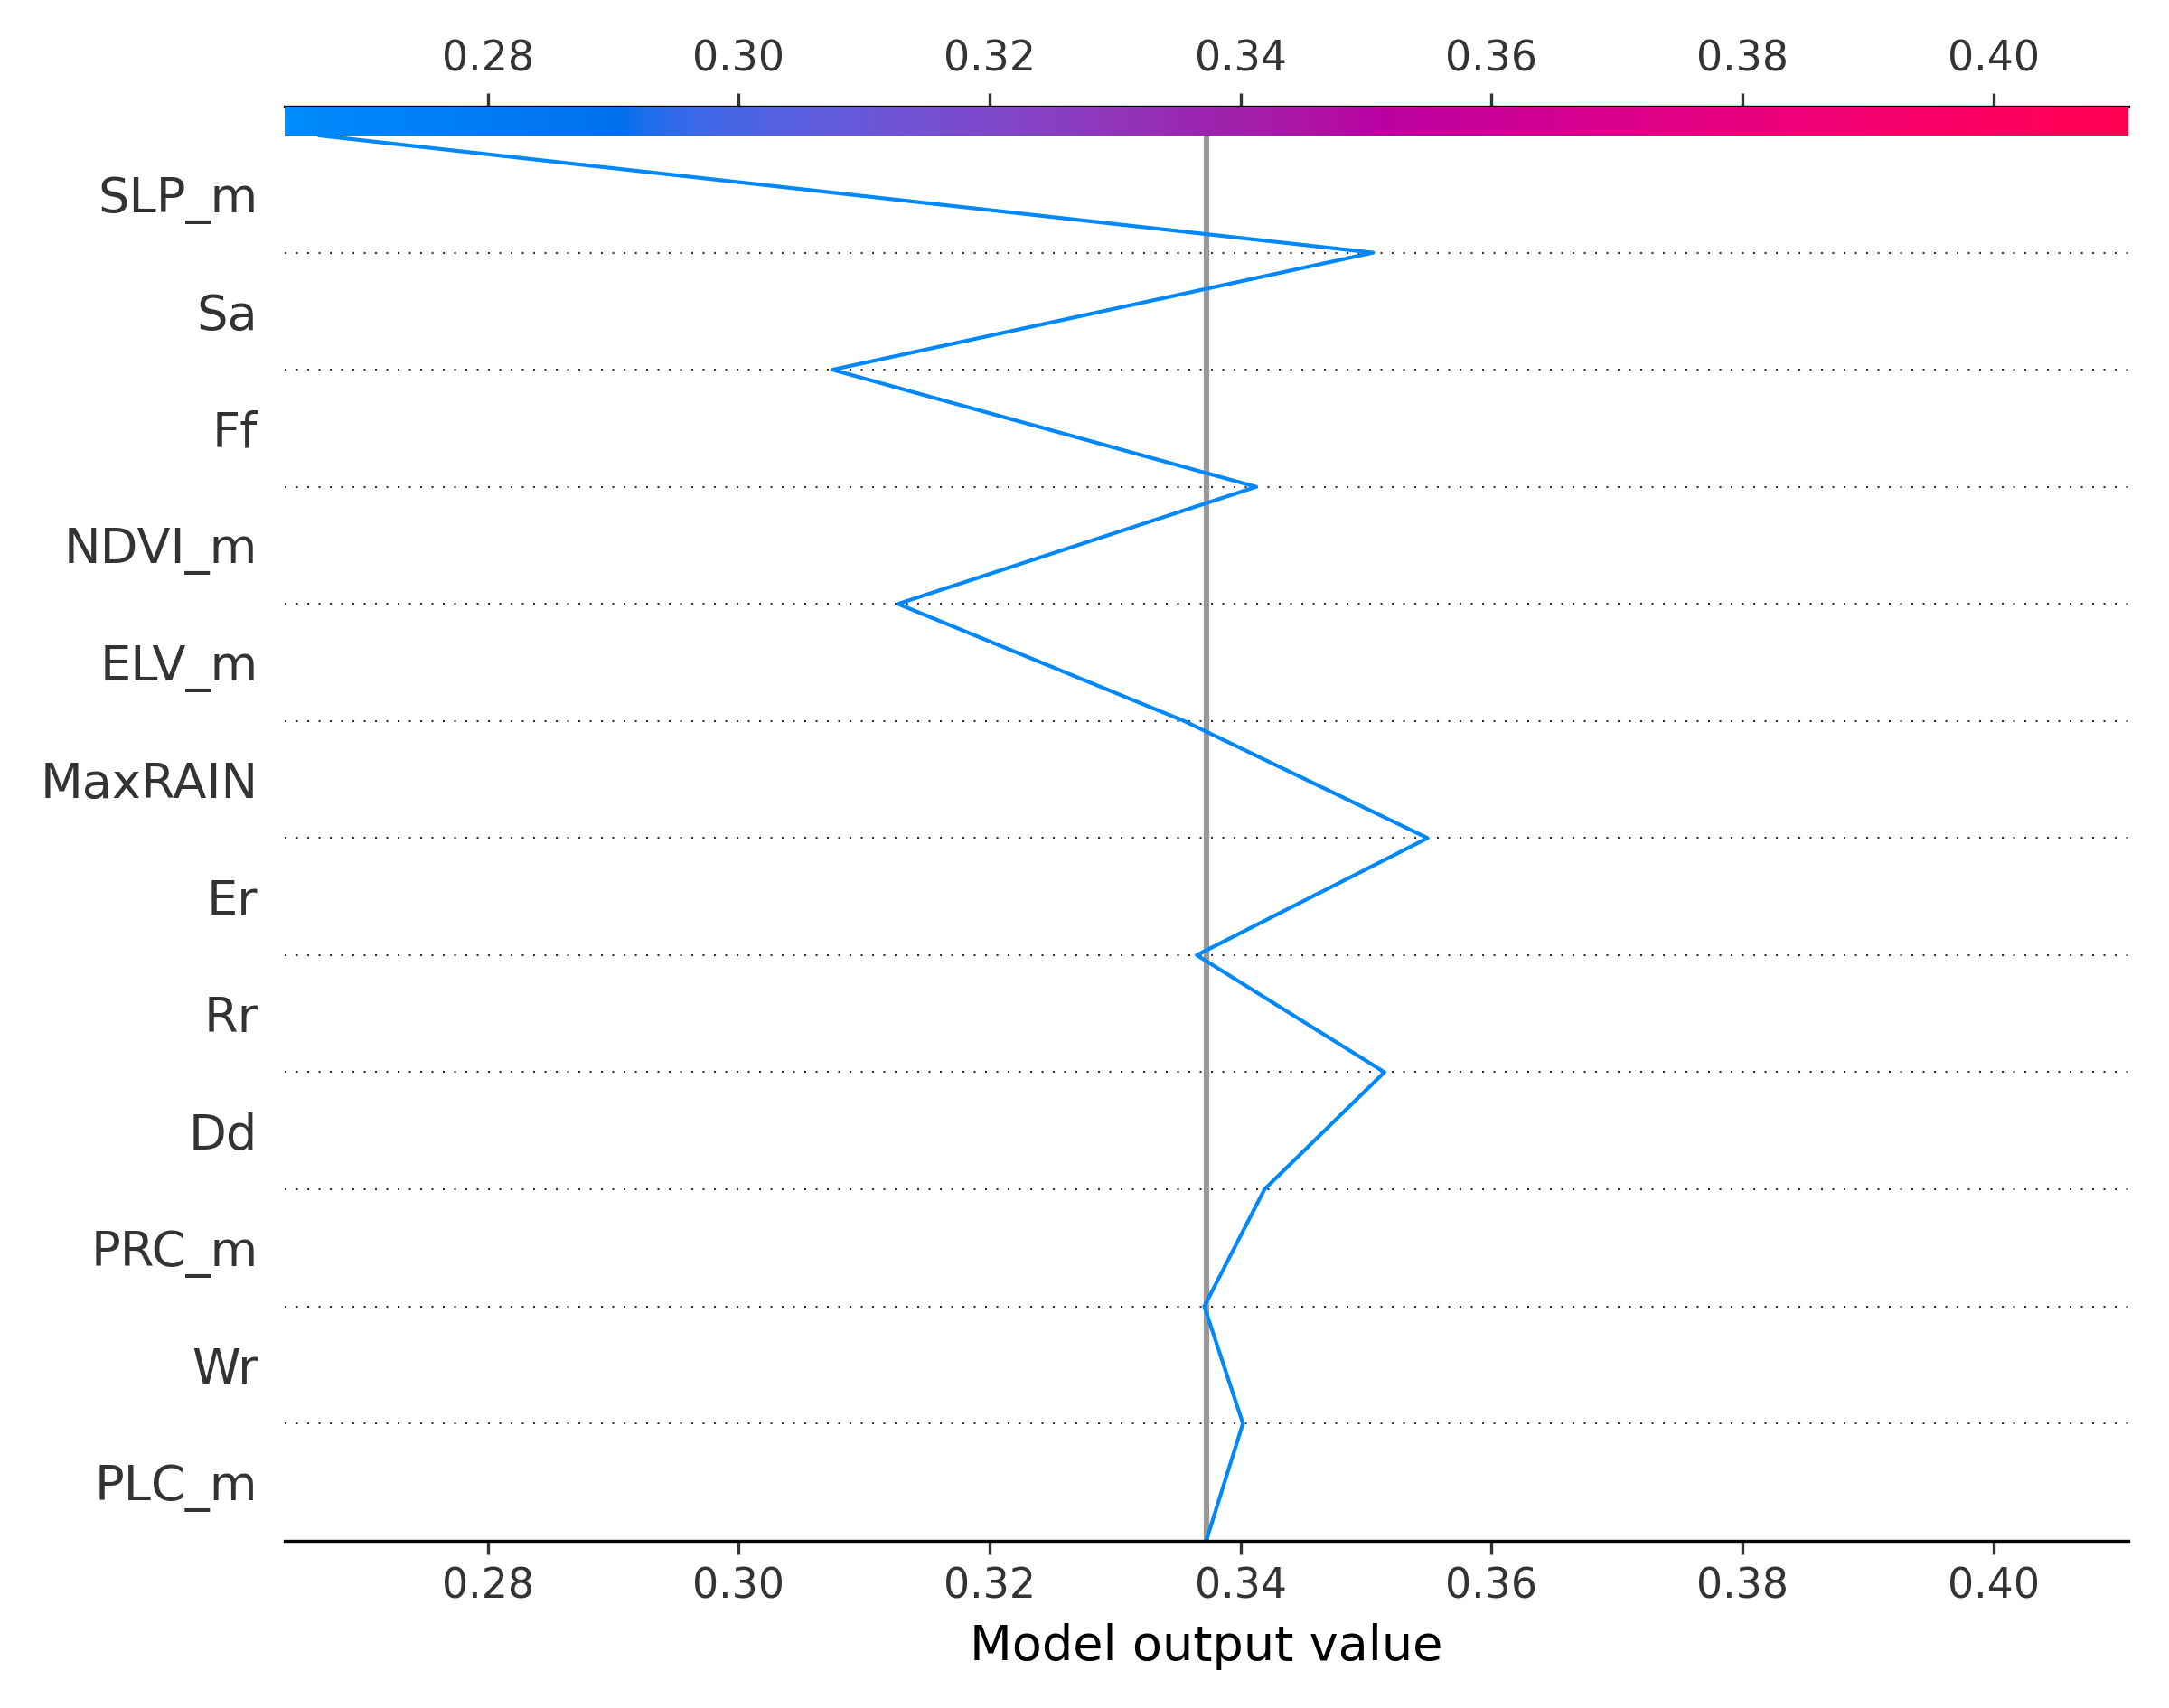 0.28 0.30 0.32 0.34 0.36 0.38 0.40
SLP_m
Sa
Ff
NDVI_m
ELV_m
MaxRAIN
Er
Rr
Dd
PRC_m
Wr
PLC_m
0.28 0.30 0.32 0.34 0.36 0.38 0.40
Model output value